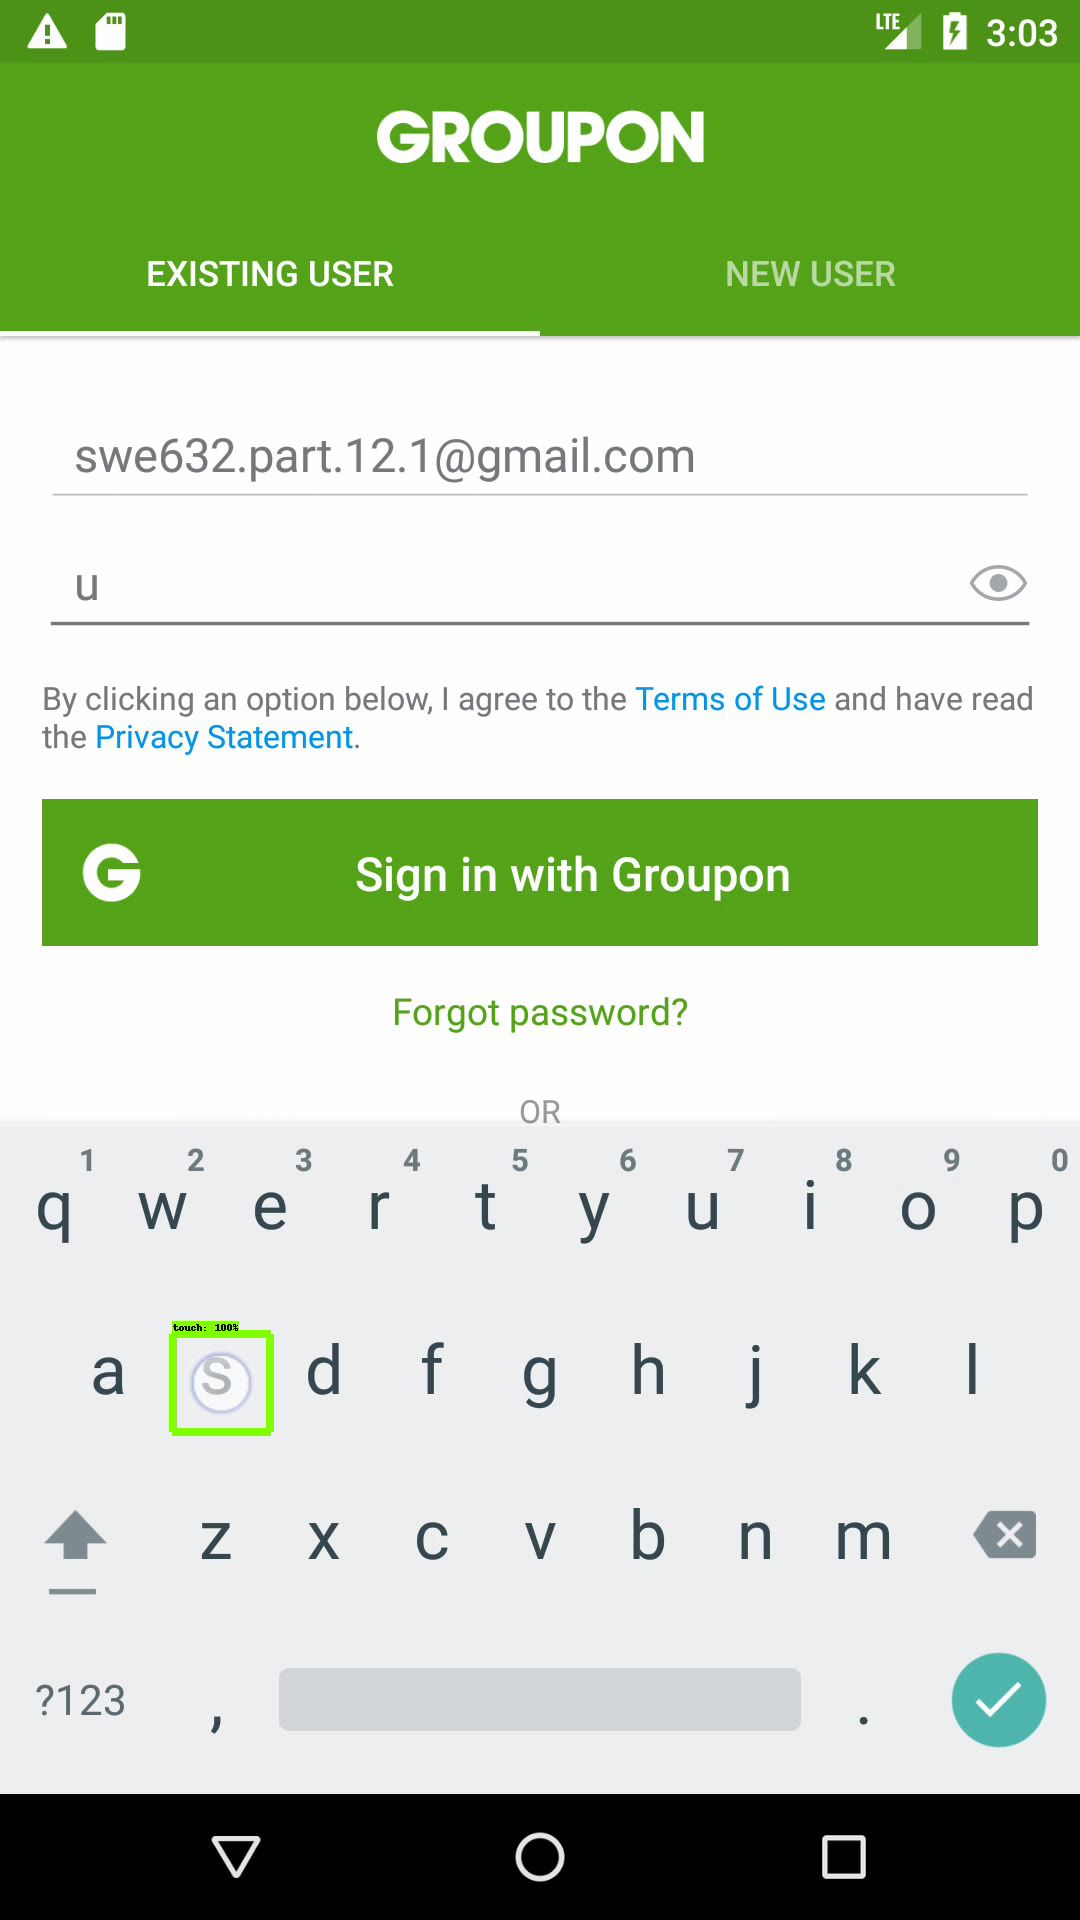 LTE 3:03
GROUPON
EXISTING USER NEW USER
swe632.part.12.1@gmail.com
u
By clicking an option below, I agree to the Terms of Use and have read
the Privacy Statement.
G Sign in with Groupon
Forgot password?
OR
1 2 3 4 5 6 7 8 9 0
q w e r t y u i o p
touch: 100%
a s d f g h j k l
z x c v b n m
?123 , .